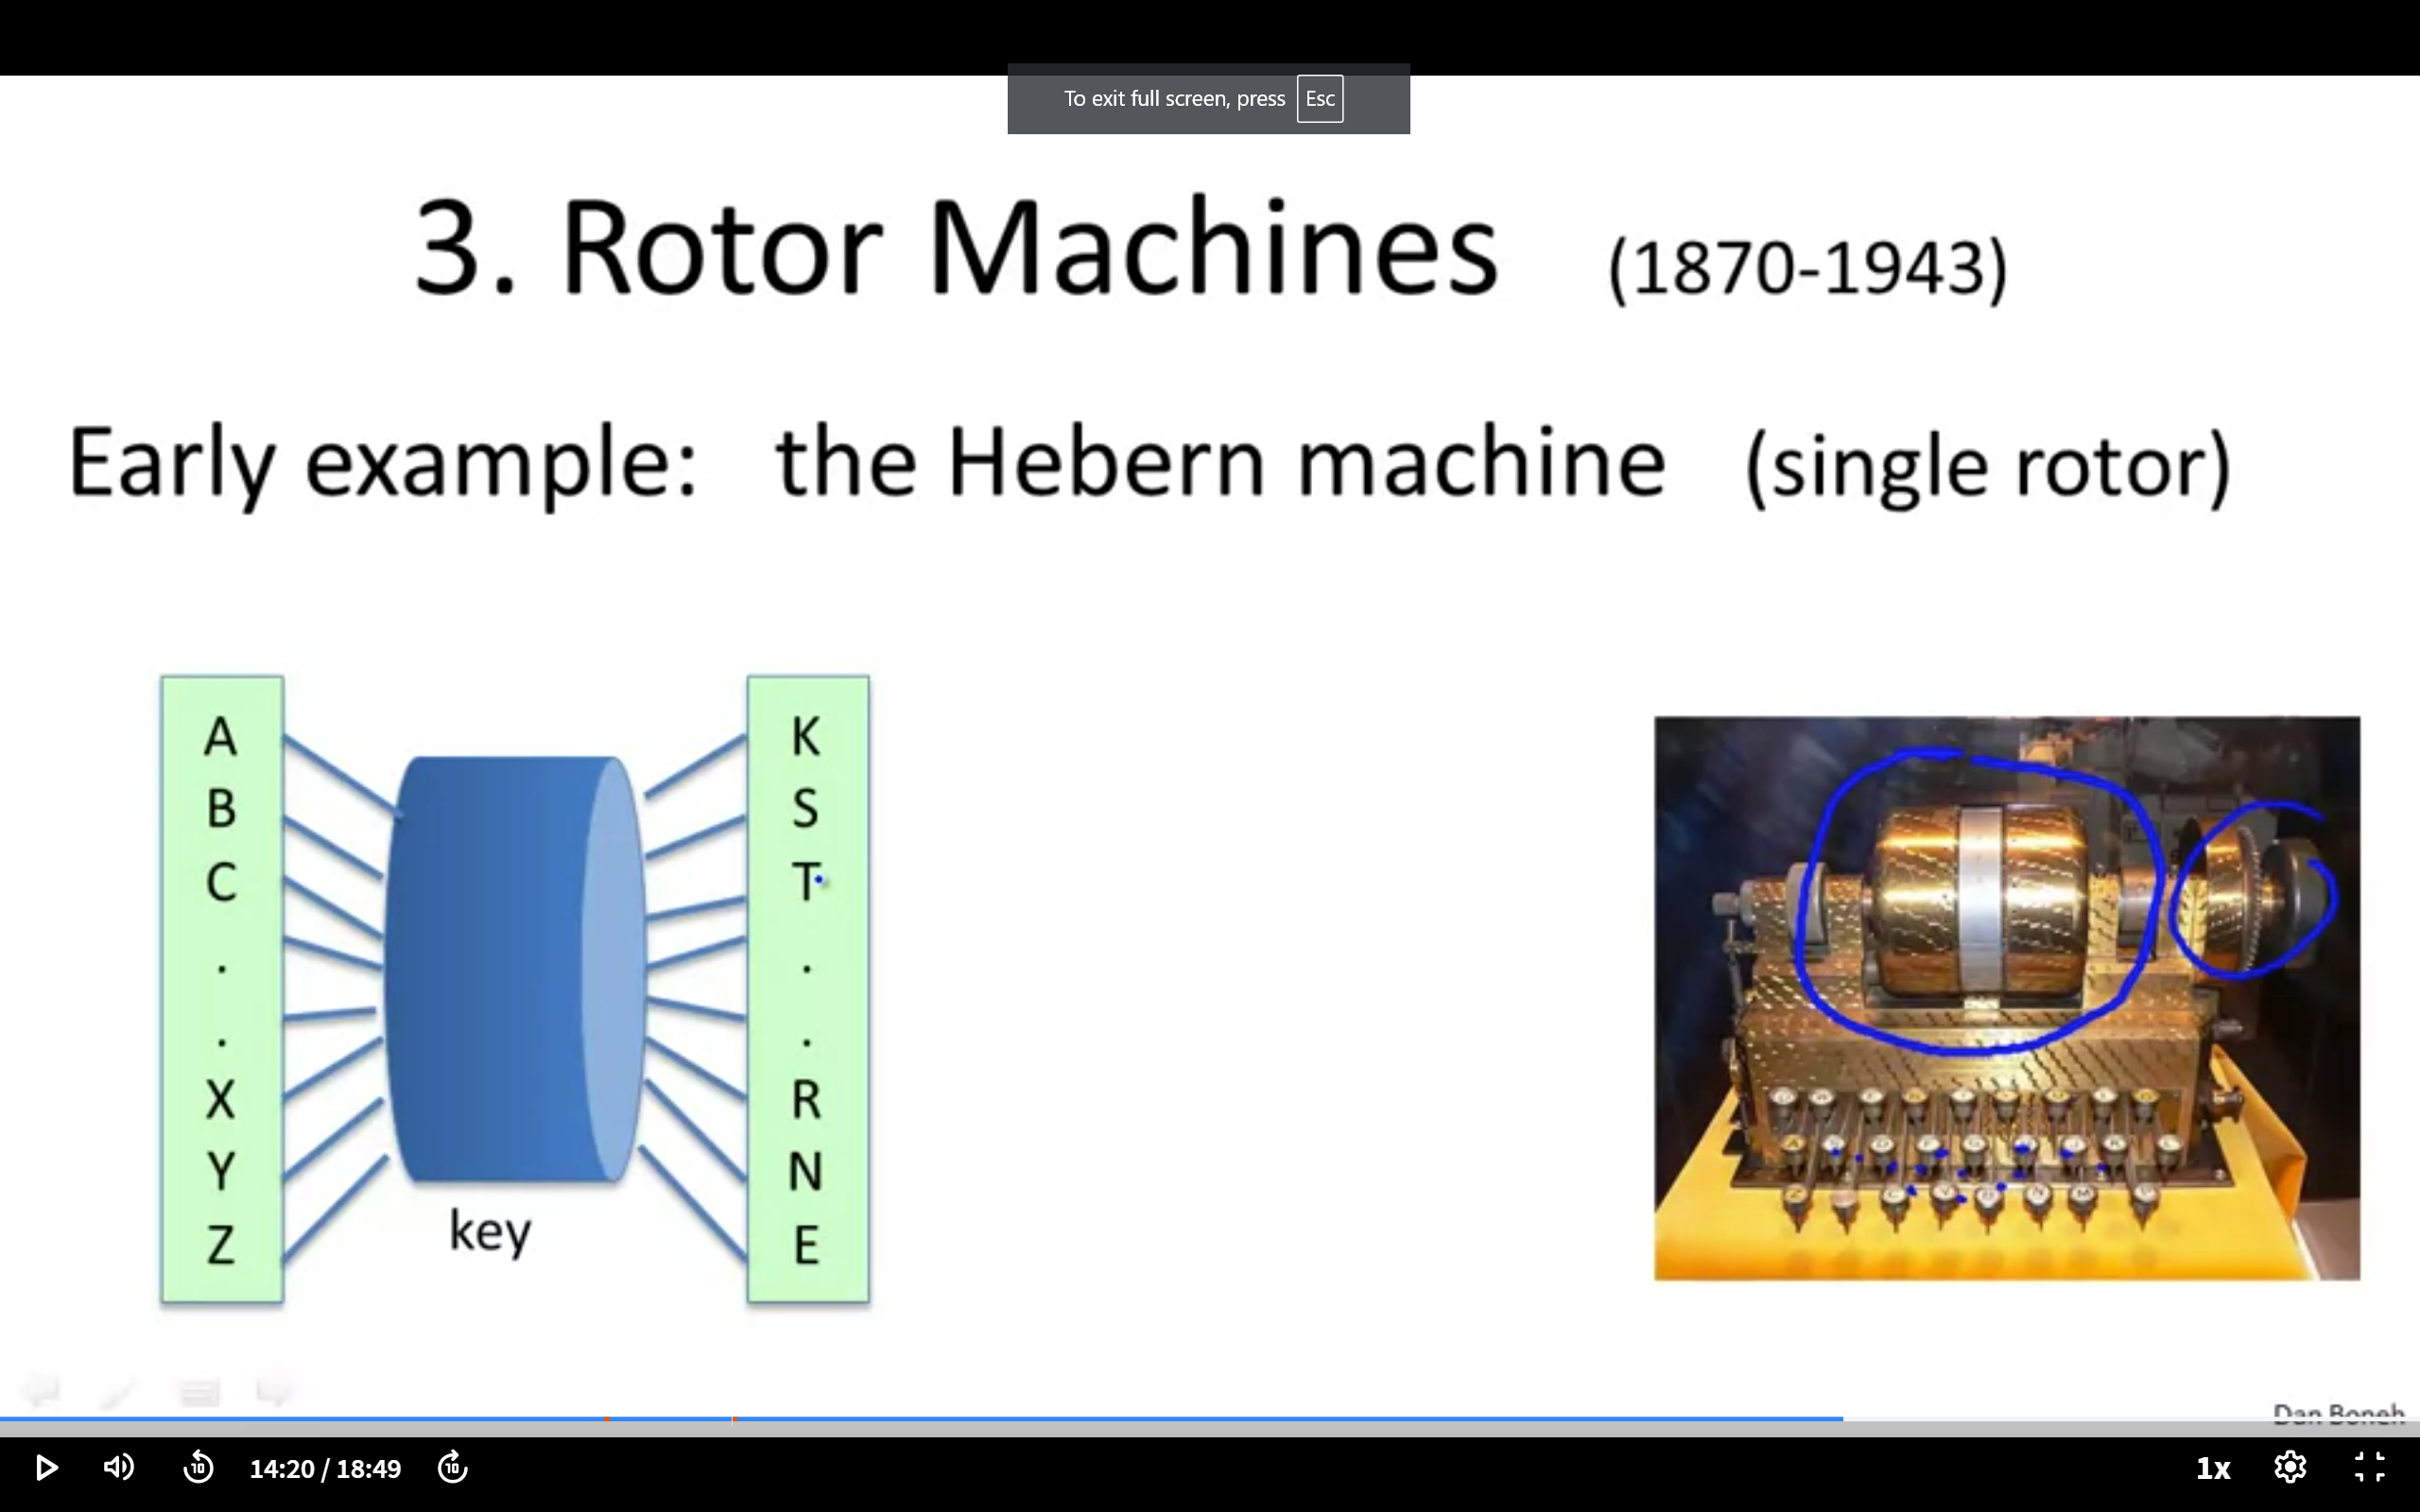 To exit full screen, press Esc
3. Rotor Machines (1870-1943)
Early example: the Hebern machine (single rotor)
A
B
C
.
.
X
Y
Z
key
K
S
T
.
.
R
N
E
Dan Boneh
10
14:20 / 18:49
10
1x